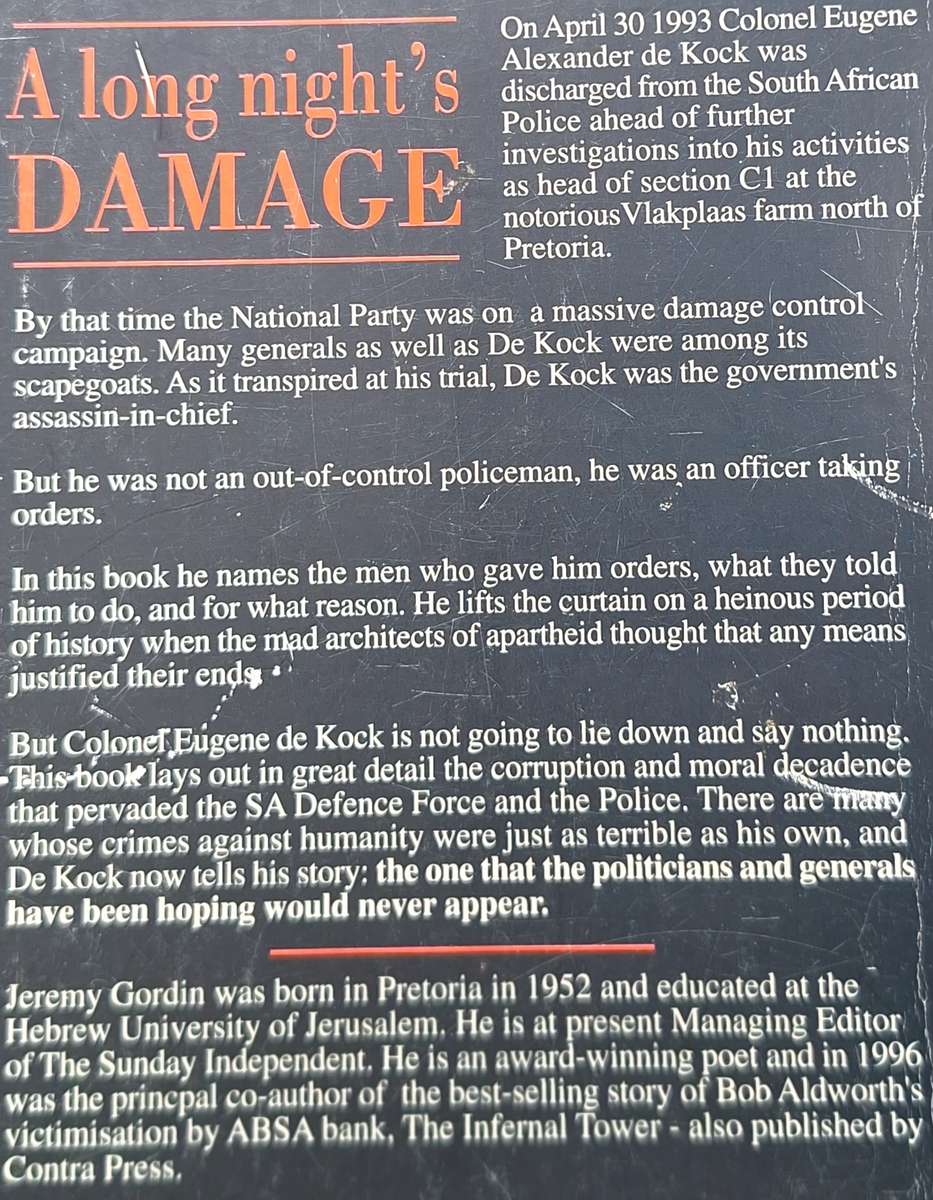 A long night's
DAMAGE
On April 30 1993 Colonel Eugene
Alexander de Kock was
discharged from the South African
Police ahead of further
investigations into his activities
as head of section C1 at the
notorious Vlakplaas farm north of
Pretoria.
By that time the National Party was on a massive damage control
campaign. Many generals as well as De Kock were among its
scapegoats. As it transpired at his trial, De Kock was the government's
assassin-in-chief.
But he was not an out-of-control policeman, he was an officer taking
orders.
In this book he names the men who gave him orders, what they told
him to do, and for what reason. He lifts the curtain on a heinous period
of history when the mad architects of apartheid thought that any means
justified their ends.
But Colonel Eugene de Kock is not going to lie down and say nothing.
This book lays out in great detail the corruption and moral decadence
that pervaded the SA Defence Force and the Police. There are many
whose crimes against humanity were just as terrible as his own, and
De Kock now tells his story: the one that the politicians and generals
have been hoping would never appear.
Jeremy Gordin was born in Pretoria in 1952 and educated at the
Hebrew University of Jerusalem. He is at present Managing Editor
of The Sunday Independent. He is an award-winning poet and in 1996
was the princpal co-author of the best-selling story of Bob Aldworth's
victimisation by ABSA bank, The Infernal Tower - also published by
Contra Press.